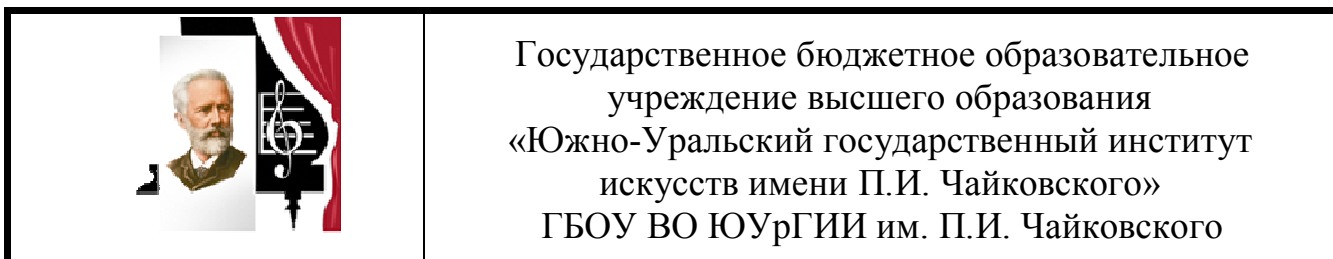 Государственное бюджетное образовательное
учреждение высшего образования
«Южно-Уральский государственный институт
искусств имени П.И. Чайковского»
ГБОУ ВО ЮУрГИИ им. П.И. Чайковского